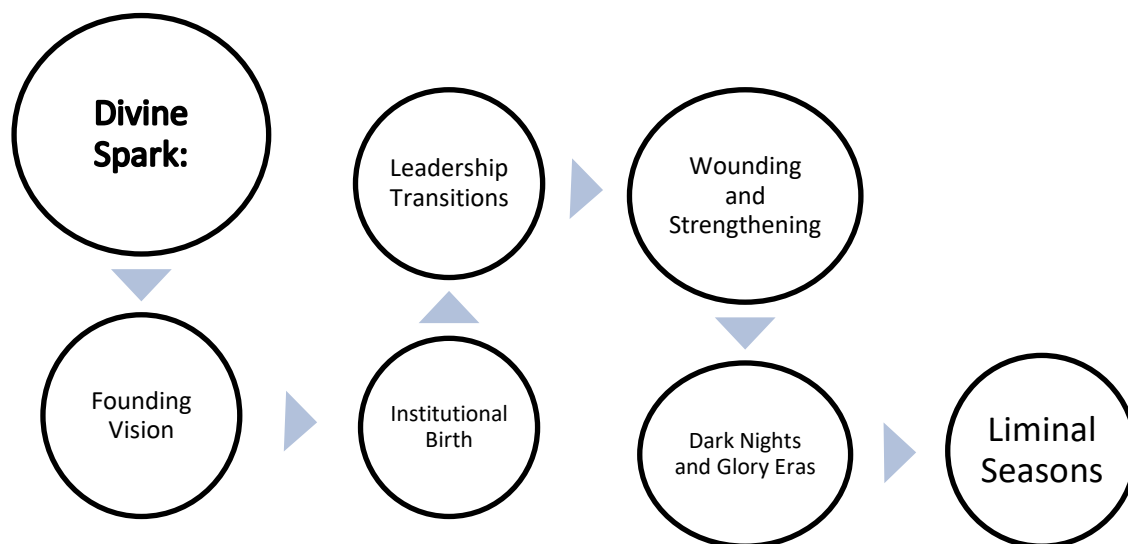 Divine
Spark:
Founding
Vision
Institutional
Birth
Leadership
Transitions
Wounding
and
Strengthening
Dark Nights
and Glory Eras
Liminal
Seasons